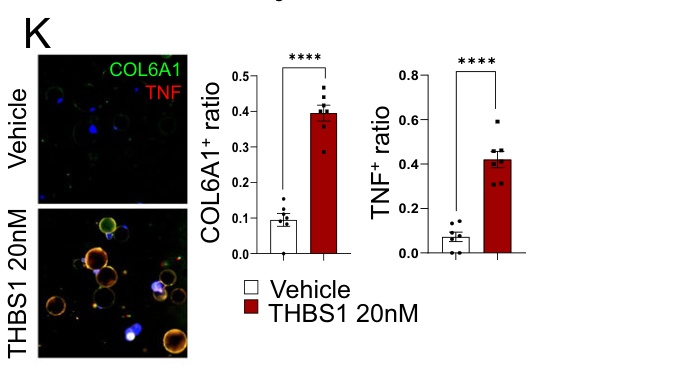 K
COL6A1
TNF
Vehicle
THBS1 20nM
COL6A1⁺ ratio
0.5
0.4
0.3
0.2
0.1
0.0
****
TNF⁺ ratio
0.8
0.6
0.4
0.2
0.0
****
Vehicle
THBS1 20nM